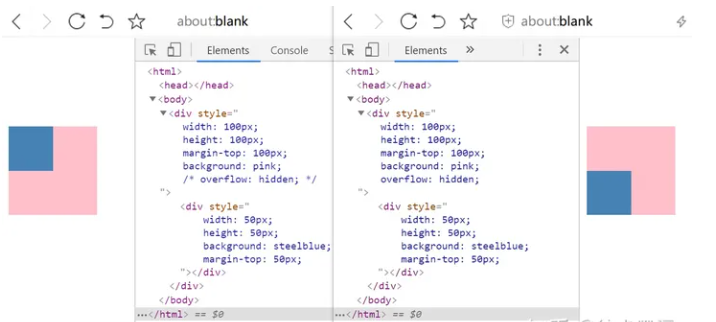 about:blank
Elements Console S
<html>
<head></head>
<body>
<div style="
width: 100px;
height: 100px;
margin-top: 100px;
background: pink;
/* overflow: hidden; */
">
<div style="
width: 50px;
height: 50px;
background: steelblue;
margin-top: 50px;
"></div>
</div>
</body>
…</html> == $0
about:blank
Elements »
<html>
<head></head>
<body>
<div style="
width: 100px;
height: 100px;
margin-top: 100px;
background: pink;
overflow: hidden;
">
<div style="
width: 50px;
height: 50px;
background: steelblue;
margin-top: 50px;
"></div>
</div>
</body>
…</html> == $0